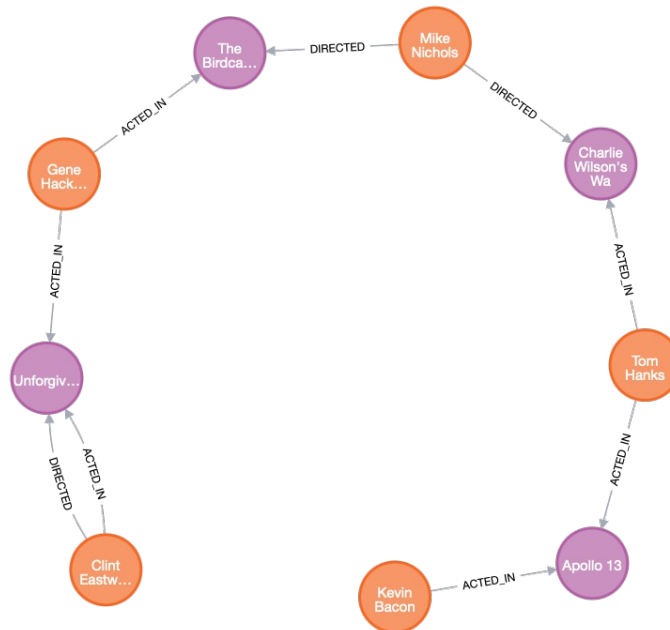 The
Birdca…
DIRECTED
Mike
Nichols
DIRECTED
ACTED_IN
Charlie
Wilson's
Wa
Gene
Hack…
ACTED_IN
ACTED_IN
Unforgiv…
Tom
Hanks
DIRECTED
ACTED_IN
ACTED_IN
Clint
Eastw…
Kevin
Bacon
ACTED_IN
Apollo 13